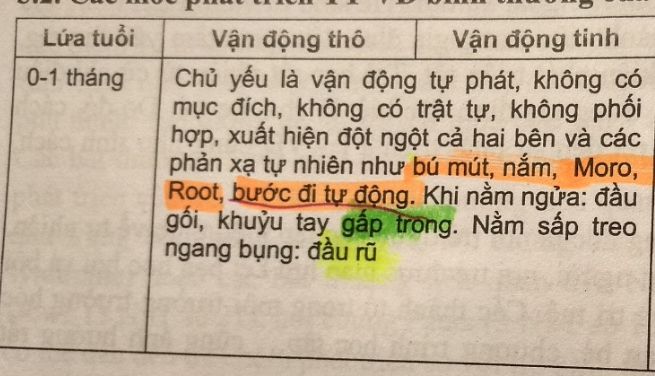 Lứa tuổi Vận động thô Vận động tinh
0-1 tháng Chủ yếu là vận động tự phát, không có
mục đích, không có trật tự, không phối
hợp, xuất hiện đột ngột cả hai bên và các
phản xạ tự nhiên như bú mút, nắm, Moro,
Root, bước đi tự động. Khi nằm ngửa: đầu
gối, khuỷu tay gấp trong. Nằm sấp treo
ngang bụng: đầu rũ